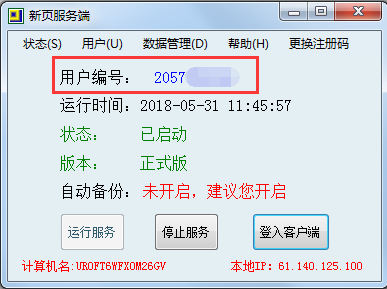 新页服务端
状态(S) 用户(U) 数据管理(D) 帮助(H) 更换注册码
用户编号： 2057
运行时间：2018-05-31 11:45:57
状态： 已启动
版本： 正式版
自动备份：未开启，建议您开启
运行服务 停止服务 登入客户端
计算机名:UROFT6WFXOM26GV 本地IP：61.140.125.100